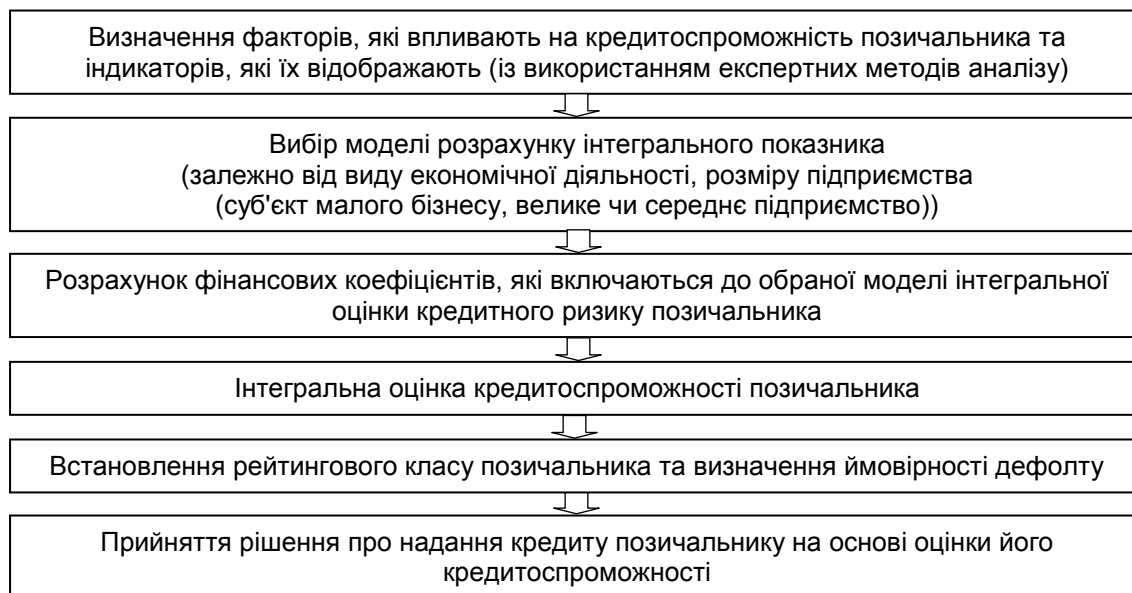 Визначення факторів, які впливають на кредитоспроможність позичальника та
індикаторів, які їх відображають (із використанням експертних методів аналізу)
Вибір моделі розрахунку інтегрального показника
(залежно від виду економічної діяльності, розміру підприємства
(суб'єкт малого бізнесу, велике чи середнє підприємство))
Розрахунок фінансових коефіцієнтів, які включаються до обраної моделі інтегральної
оцінки кредитного ризику позичальника
Інтегральна оцінка кредитоспроможності позичальника
Встановлення рейтингового класу позичальника та визначення ймовірності дефолту
Прийняття рішення про надання кредиту позичальнику на основі оцінки його
кредитоспроможності